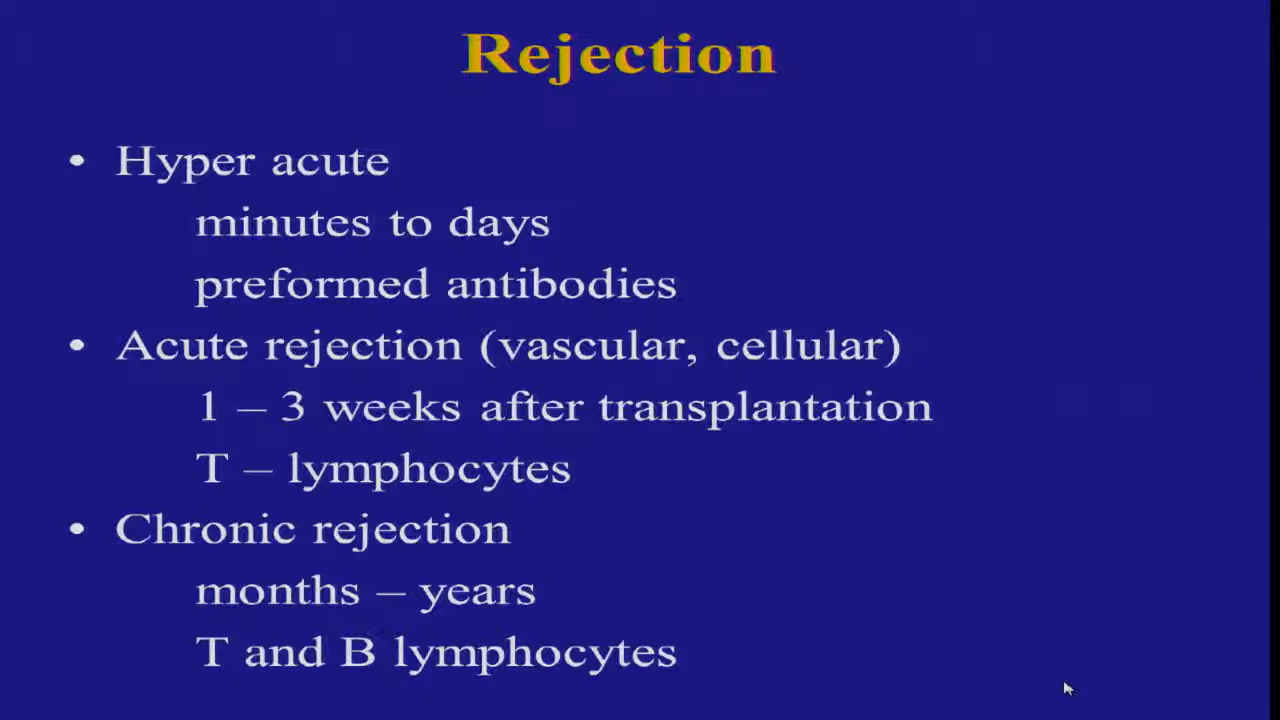 Rejection
• Hyper acute
minutes to days
preformed antibodies
• Acute rejection (vascular, cellular)
1 – 3 weeks after transplantation
T – lymphocytes
• Chronic rejection
months – years
T and B lymphocytes